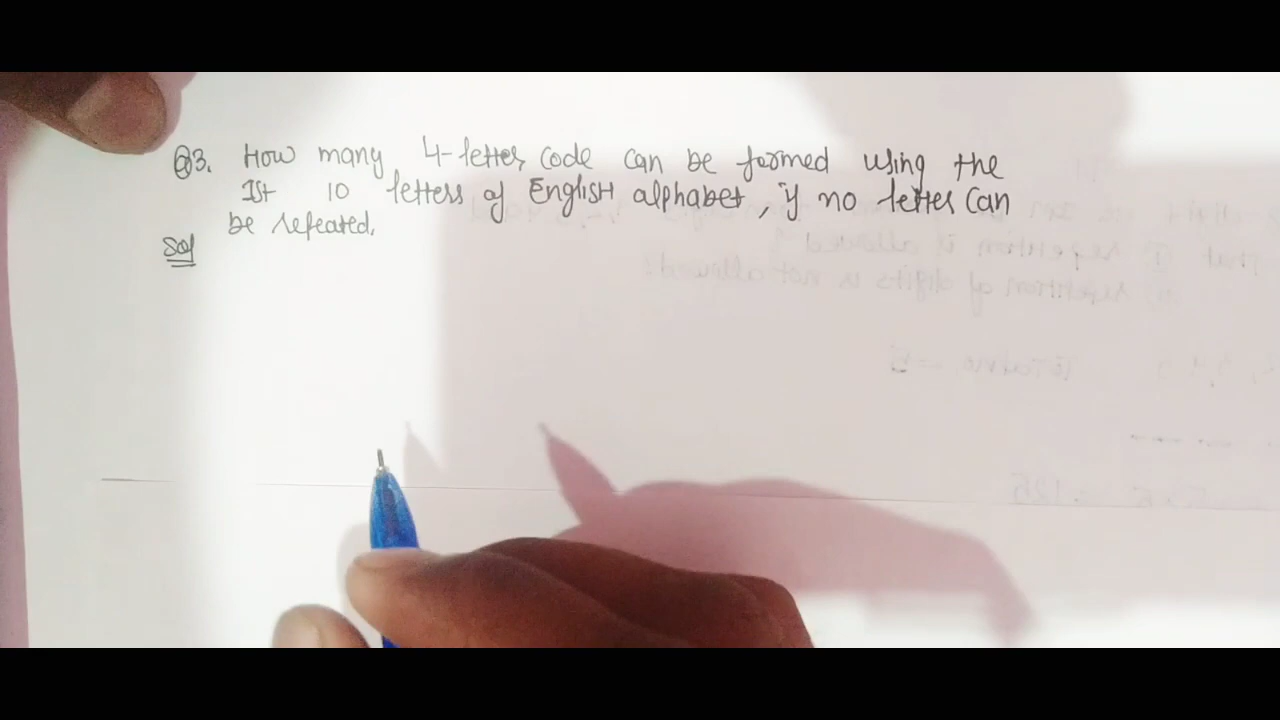 Q3. How many 4-letter code can be formed using the
1st 10 letters of English alphabet, if no letter can
be repeated.
Sol